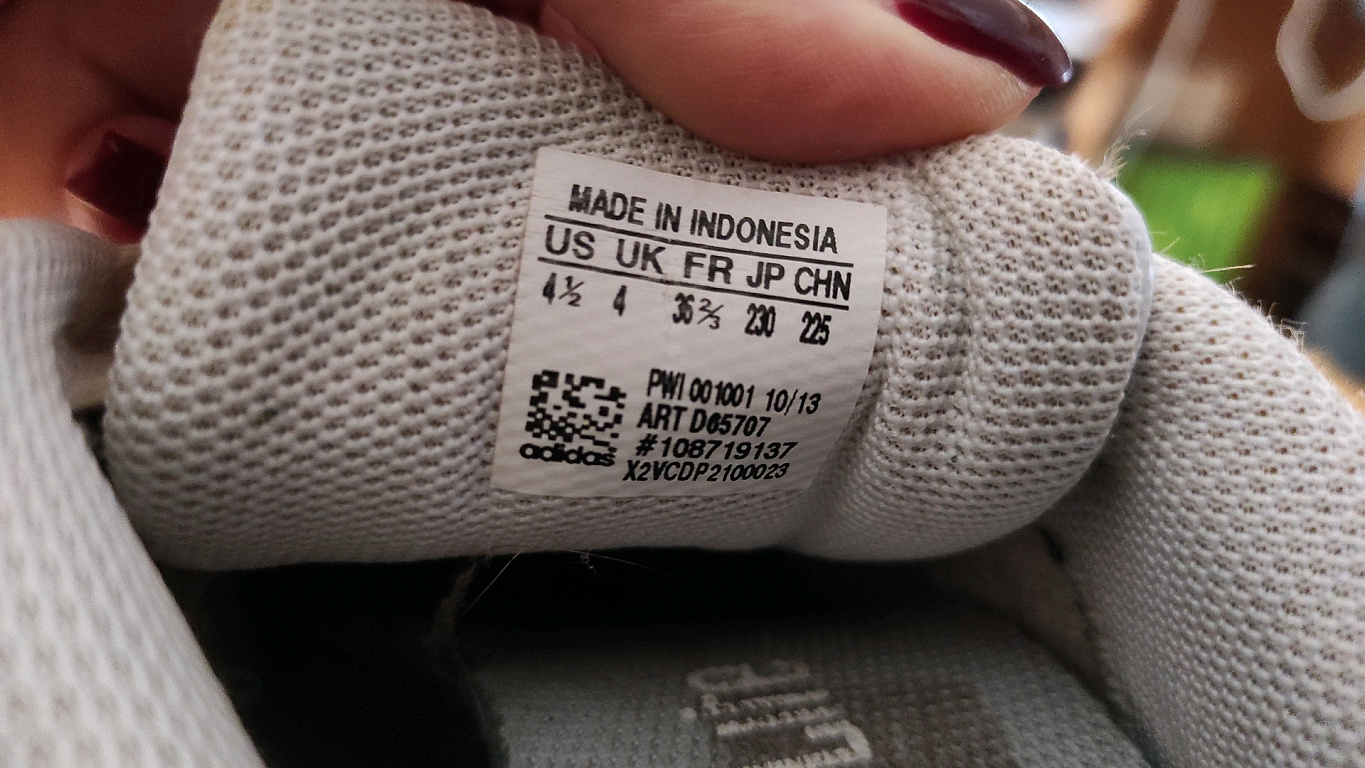 MADE IN INDONESIA
US UK FR JP CHN
4½ 4 36⅔ 230 225
PWI 001001 10/13
ART D65707
#108719137
X2VCDP2100023
adidas